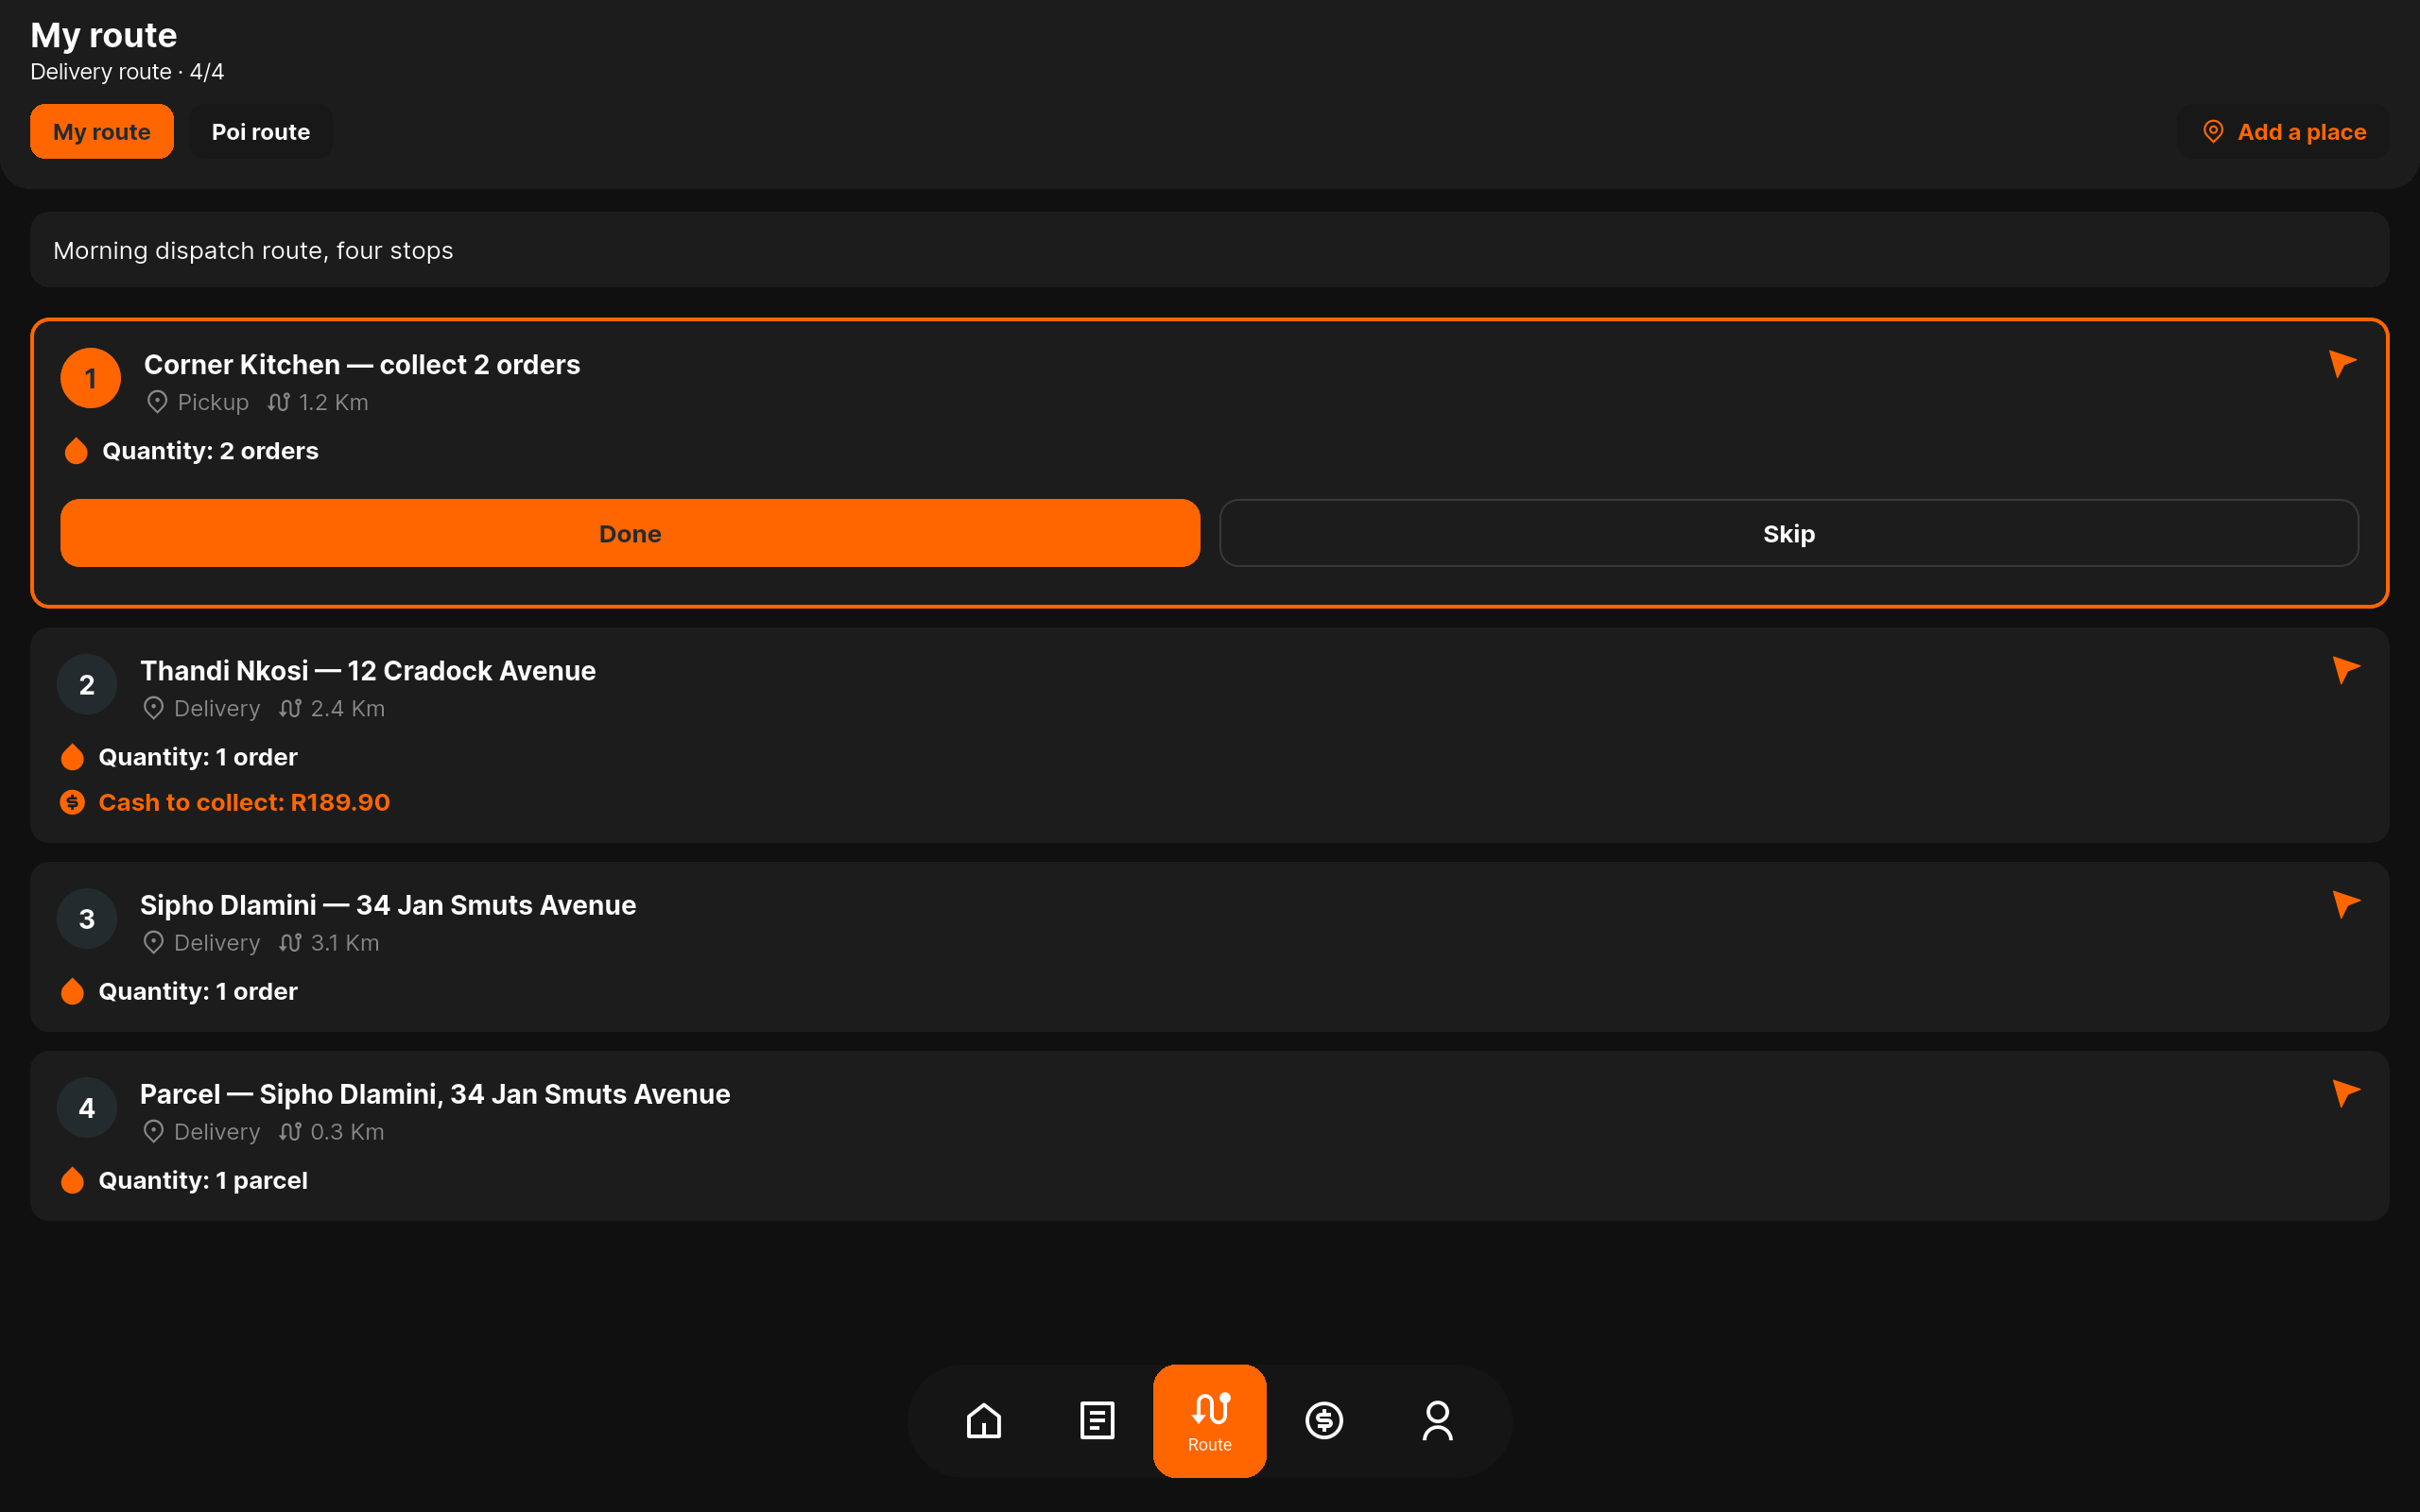 My route
Delivery route · 4/4
My route
Poi route
Add a place
Morning dispatch route, four stops
1
Corner Kitchen — collect 2 orders
Pickup
1.2 Km
Quantity: 2 orders
Done
Skip
2
Thandi Nkosi — 12 Cradock Avenue
Delivery
2.4 Km
Quantity: 1 order
Cash to collect: R189.90
3
Sipho Dlamini — 34 Jan Smuts Avenue
Delivery
3.1 Km
Quantity: 1 order
4
Parcel — Sipho Dlamini, 34 Jan Smuts Avenue
Delivery
0.3 Km
Quantity: 1 parcel
Route